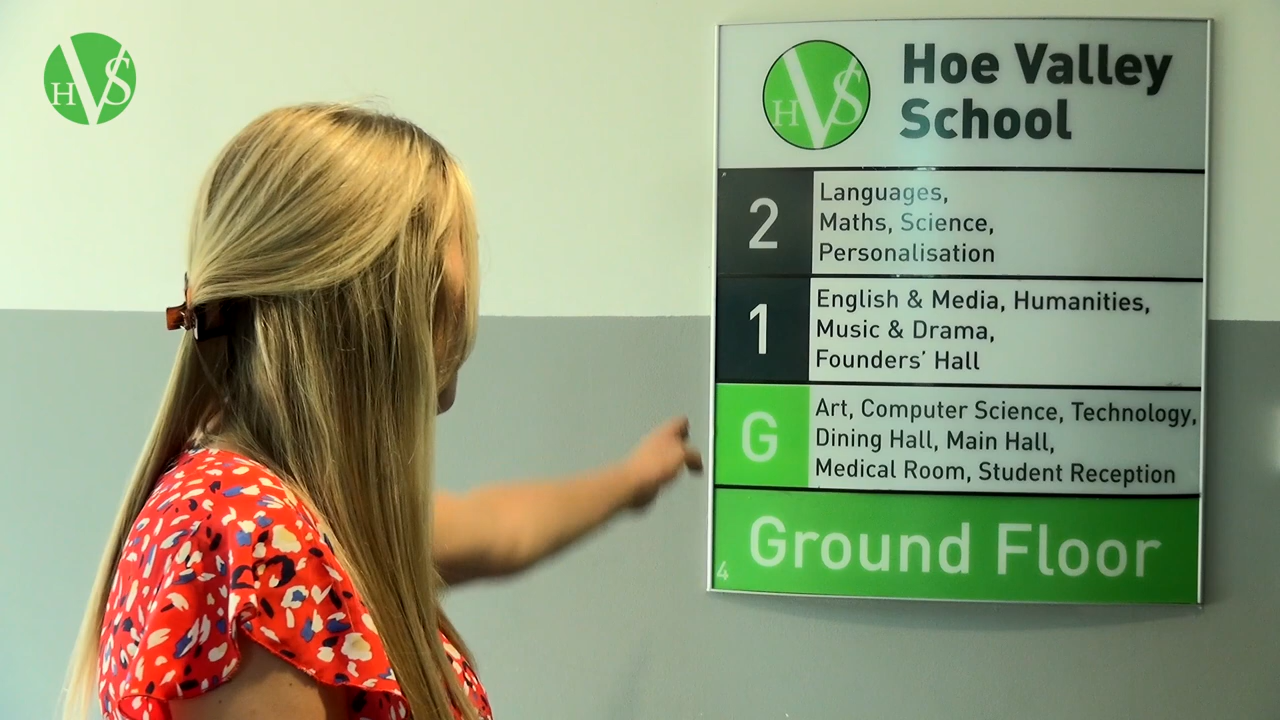 HVS
HVS
Hoe Valley
School
2
Languages,
Maths, Science,
Personalisation
1
English & Media, Humanities,
Music & Drama,
Founders’ Hall
G
Art, Computer Science, Technology,
Dining Hall, Main Hall,
Medical Room, Student Reception
Ground Floor
4